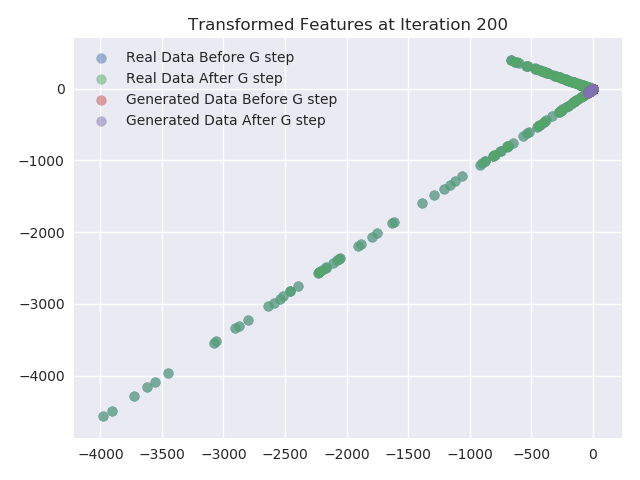 Transformed Features at Iteration 200
Real Data Before G step
Real Data After G step
Generated Data Before G step
Generated Data After G step
0
−1000
−2000
−3000
−4000
−4000 −3500 −3000 −2500 −2000 −1500 −1000 −500 0